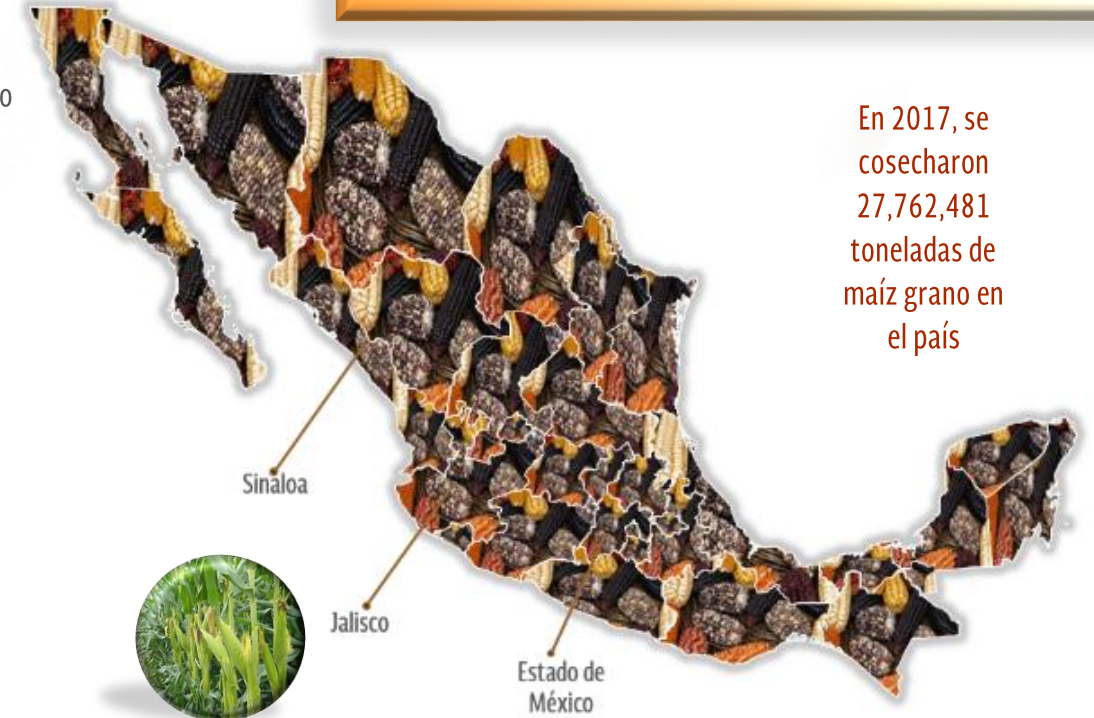 0
En 2017, se
cosecharon
27,762,481
toneladas de
maíz grano en
el país
Sinaloa
Jalisco
Estado de
México